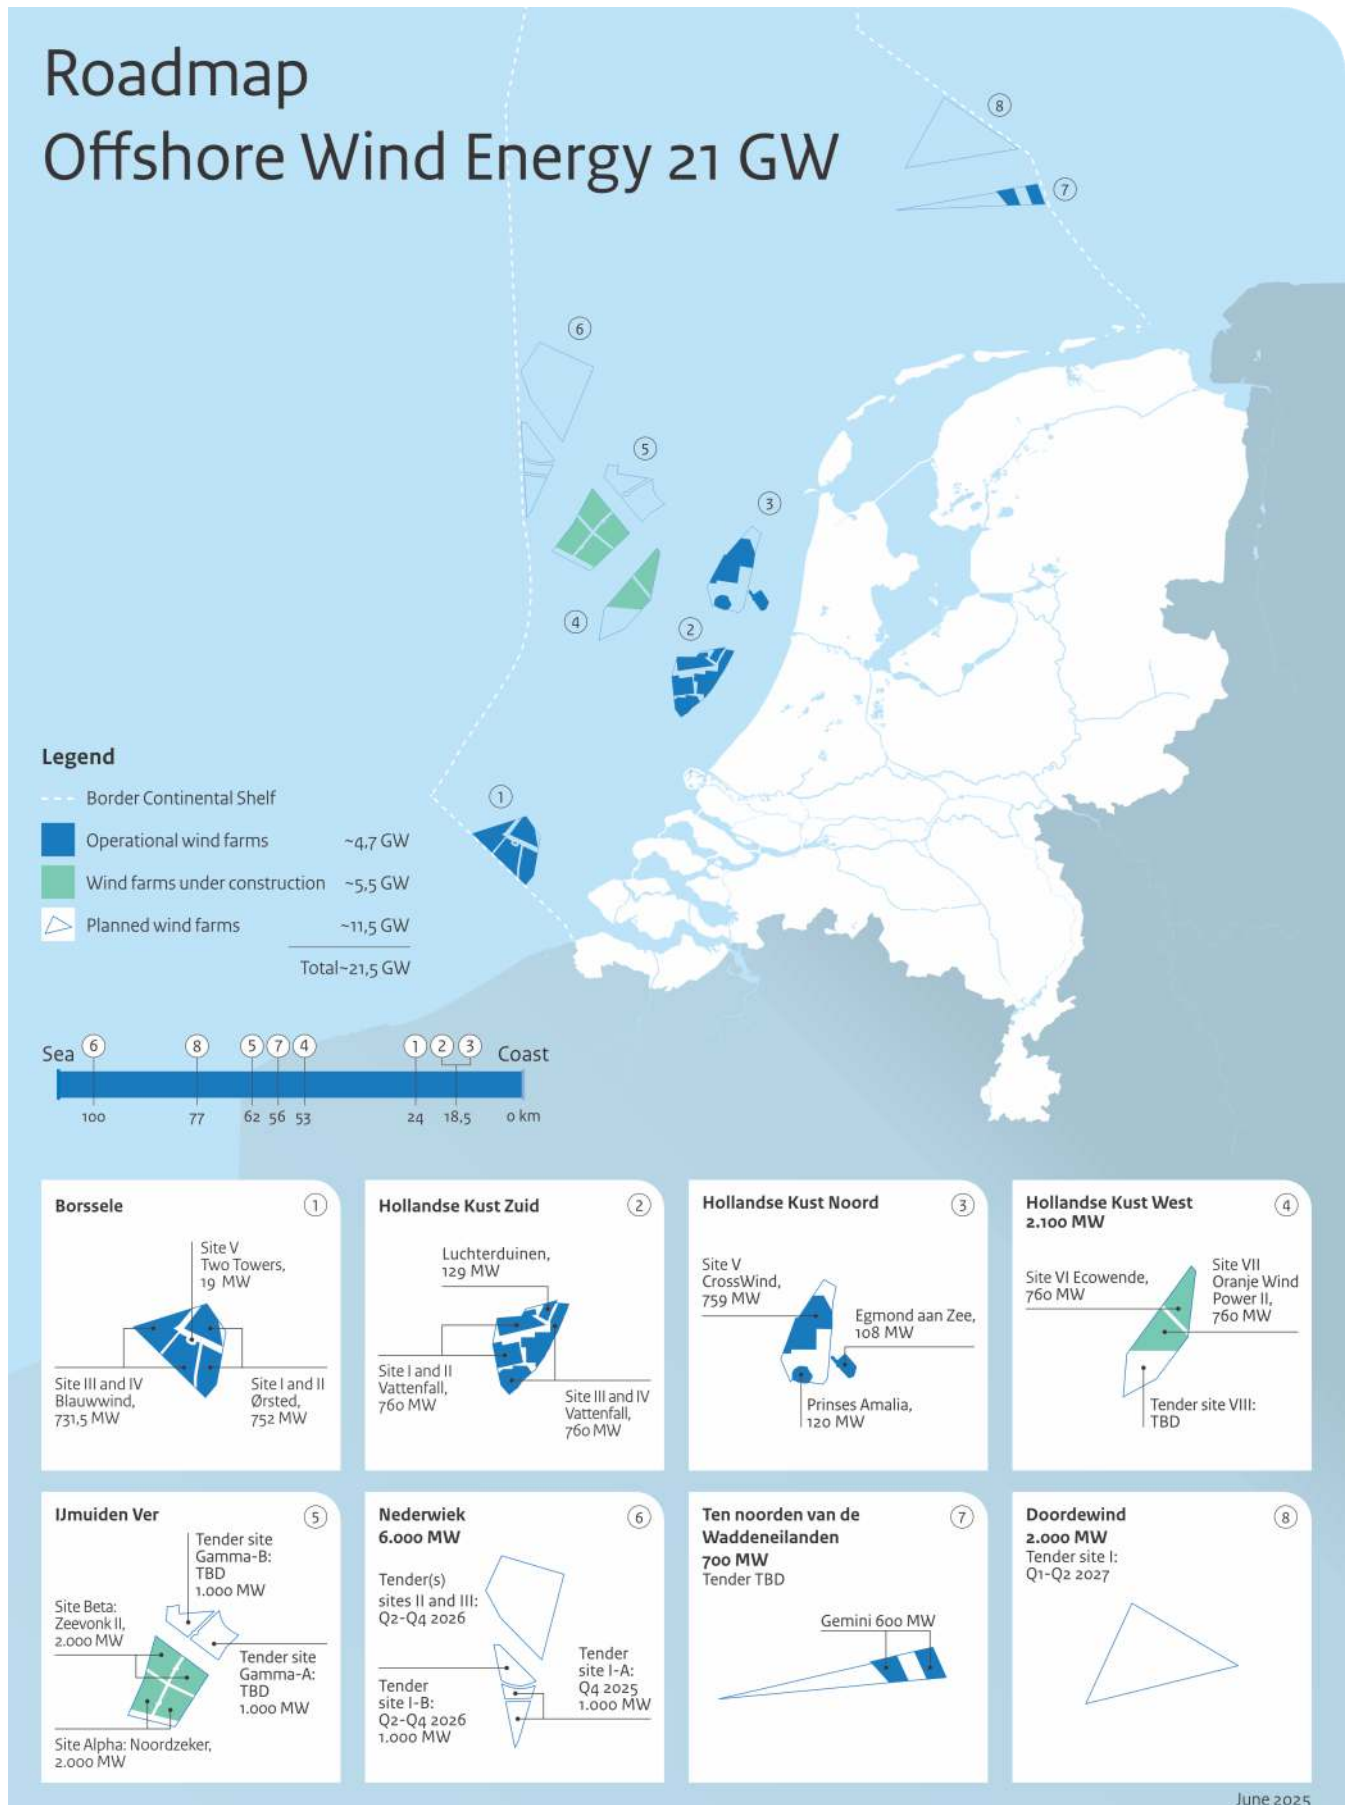 Roadmap
Offshore Wind Energy 21 GW
8
7
6
5
3
4
2
1
Legend
Border Continental Shelf
Operational wind farms ~4,7 GW
Wind farms under construction ~5,5 GW
Planned wind farms ~11,5 GW
Total~21,5 GW
Sea 6 8 5 7 4 1 2 3 Coast
100 77 62 56 53 24 18,5 0 km
Borssele 1
Site V
Two Towers,
19 MW
Site III and IV
Blauwwind,
731,5 MW
Site I and II
Ørsted,
752 MW
Hollandse Kust Zuid 2
Luchterduinen,
129 MW
Site I and II
Vattenfall,
760 MW
Site III and IV
Vattenfall,
760 MW
Hollandse Kust Noord 3
Site V
CrossWind,
759 MW
Egmond aan Zee,
108 MW
Prinses Amalia,
120 MW
Hollandse Kust West 4
2.100 MW
Site VI Ecowende,
760 MW
Site VII
Oranje Wind
Power II,
760 MW
Tender site VIII:
TBD
IJmuiden Ver 5
Tender site
Gamma-B:
TBD
1.000 MW
Site Beta:
Zeevonk II,
2.000 MW
Tender site
Gamma-A:
TBD
1.000 MW
Site Alpha: Noordzeker,
2.000 MW
Nederwiek 6
6.000 MW
Tender(s)
sites II and III:
Q2-Q4 2026
Tender
site I-A:
Q4 2025
1.000 MW
Tender
site I-B:
Q2-Q4 2026
1.000 MW
Ten noorden van de 7
Waddeneilanden
700 MW
Tender TBD
Gemini 600 MW
Doordewind 8
2.000 MW
Tender site I:
Q1-Q2 2027
June 2025